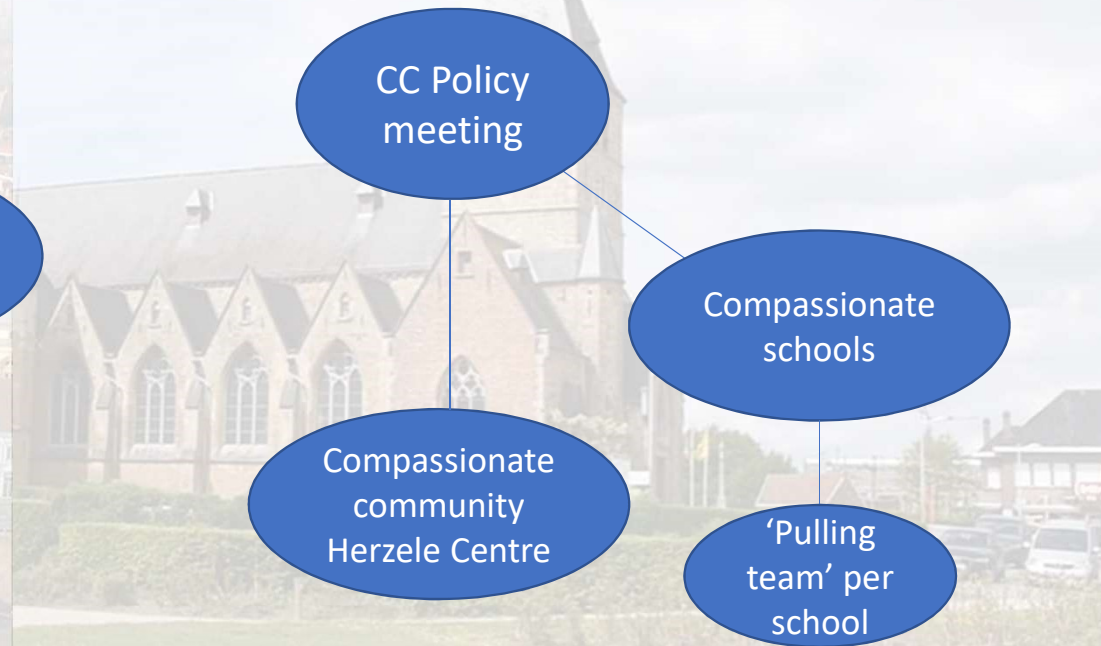 CC Policy
meeting
Compassionate
schools
Compassionate
community
Herzele Centre
‘Pulling
team’ per
school